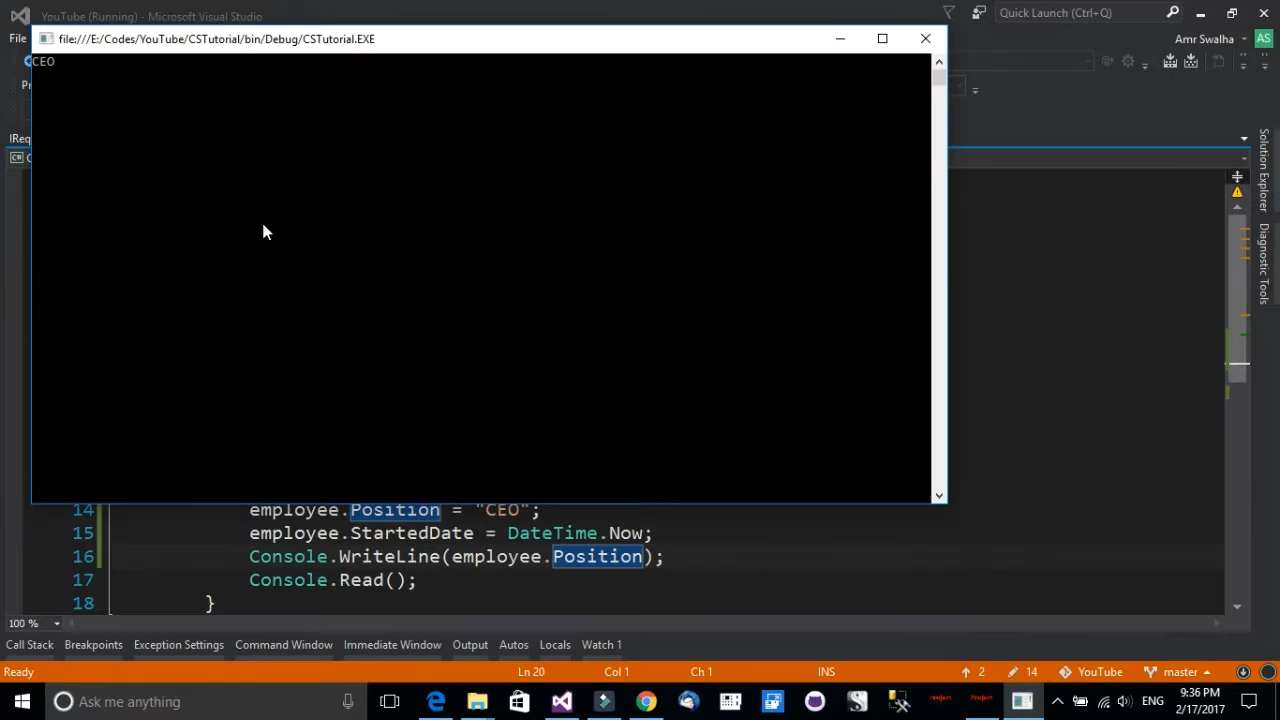 YouTube (Running) - Microsoft Visual Studio
Quick Launch (Ctrl+Q)
File
file:///E:/Codes/YouTube/CSTutorial/bin/Debug/CSTutorial.EXE
Amr Swalha
AS
CEO
IReq
C#
Solution Explorer
Diagnostic Tools
14 employee.Position = "CEO";
15 employee.StartedDate = DateTime.Now;
16 Console.WriteLine(employee.Position);
17 Console.Read();
18 }
100 %
Call Stack Breakpoints Exception Settings Command Window Immediate Window Output Autos Locals Watch 1
Ready Ln 20 Col 1 Ch 1 INS 2 14 YouTube master
Ask me anything
ENG
9:36 PM
2/17/2017